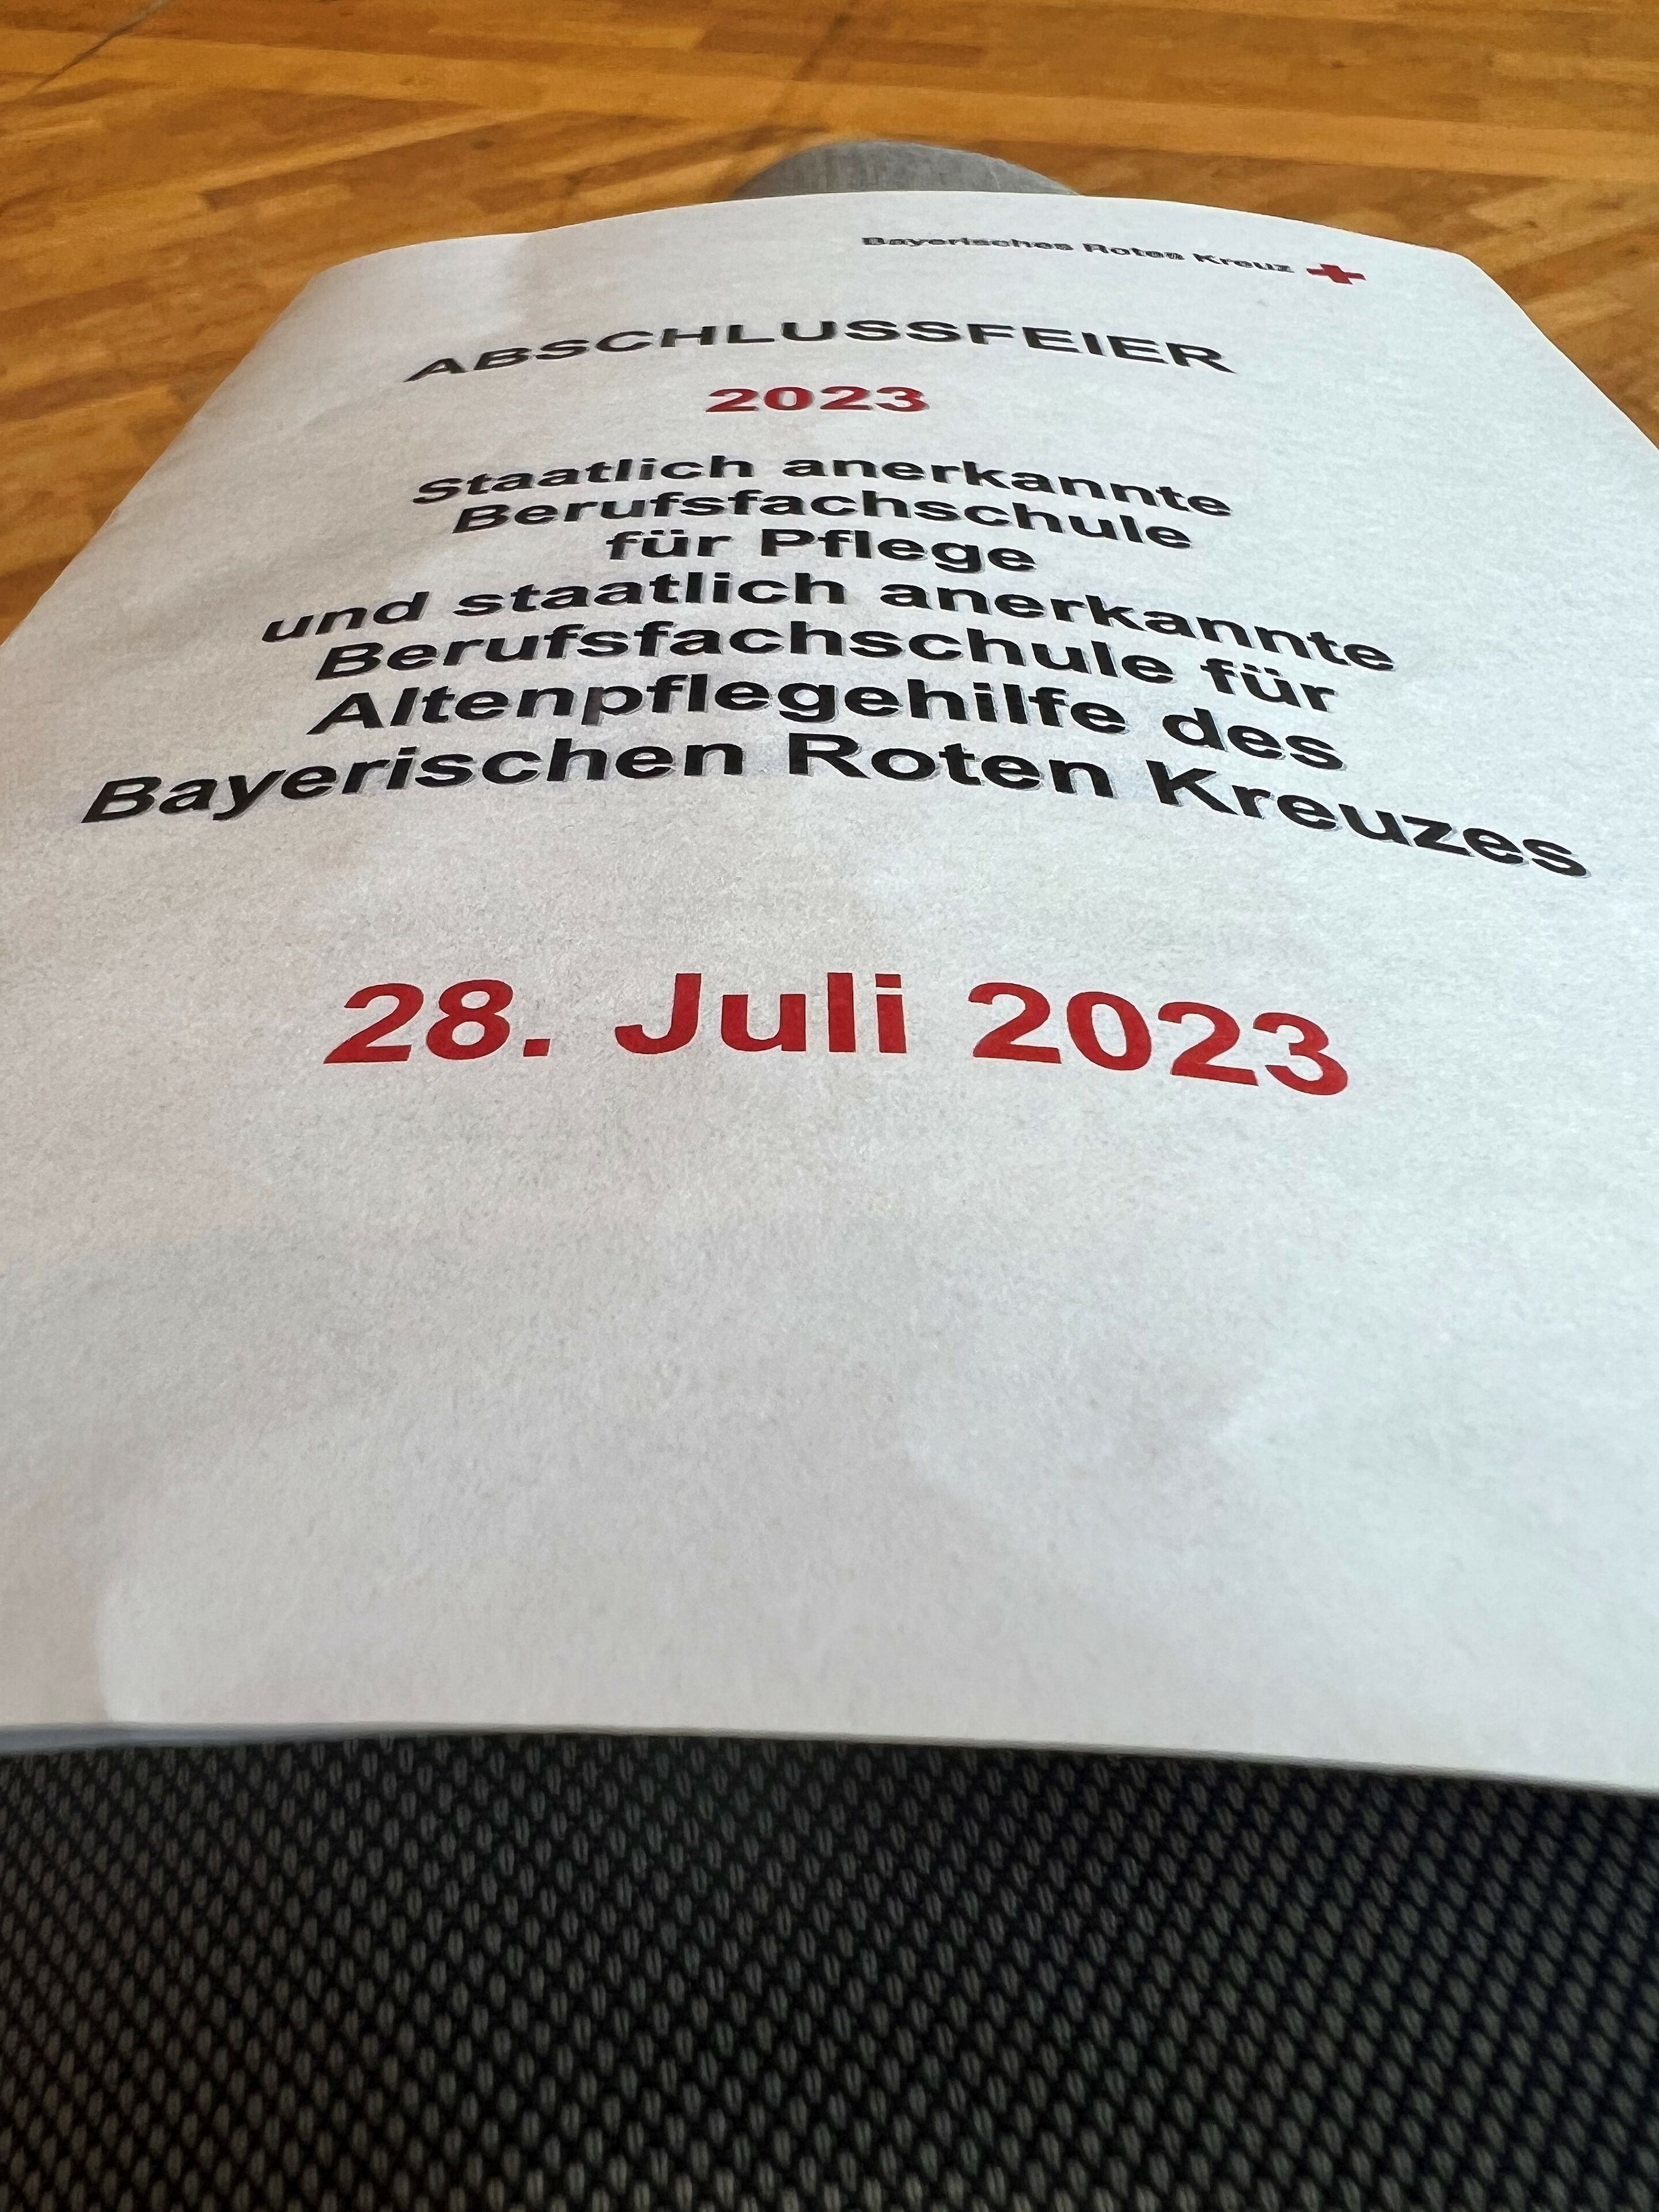 Bayerisches Rotes Kreuz
ABSCHLUSSFEIER
2023
Staatlich anerkannte
Berufsfachschule
für Pflege
und staatlich anerkannte
Berufsfachschule für
Altenpflegehilfe des
Bayerischen Roten Kreuzes
28. Juli 2023